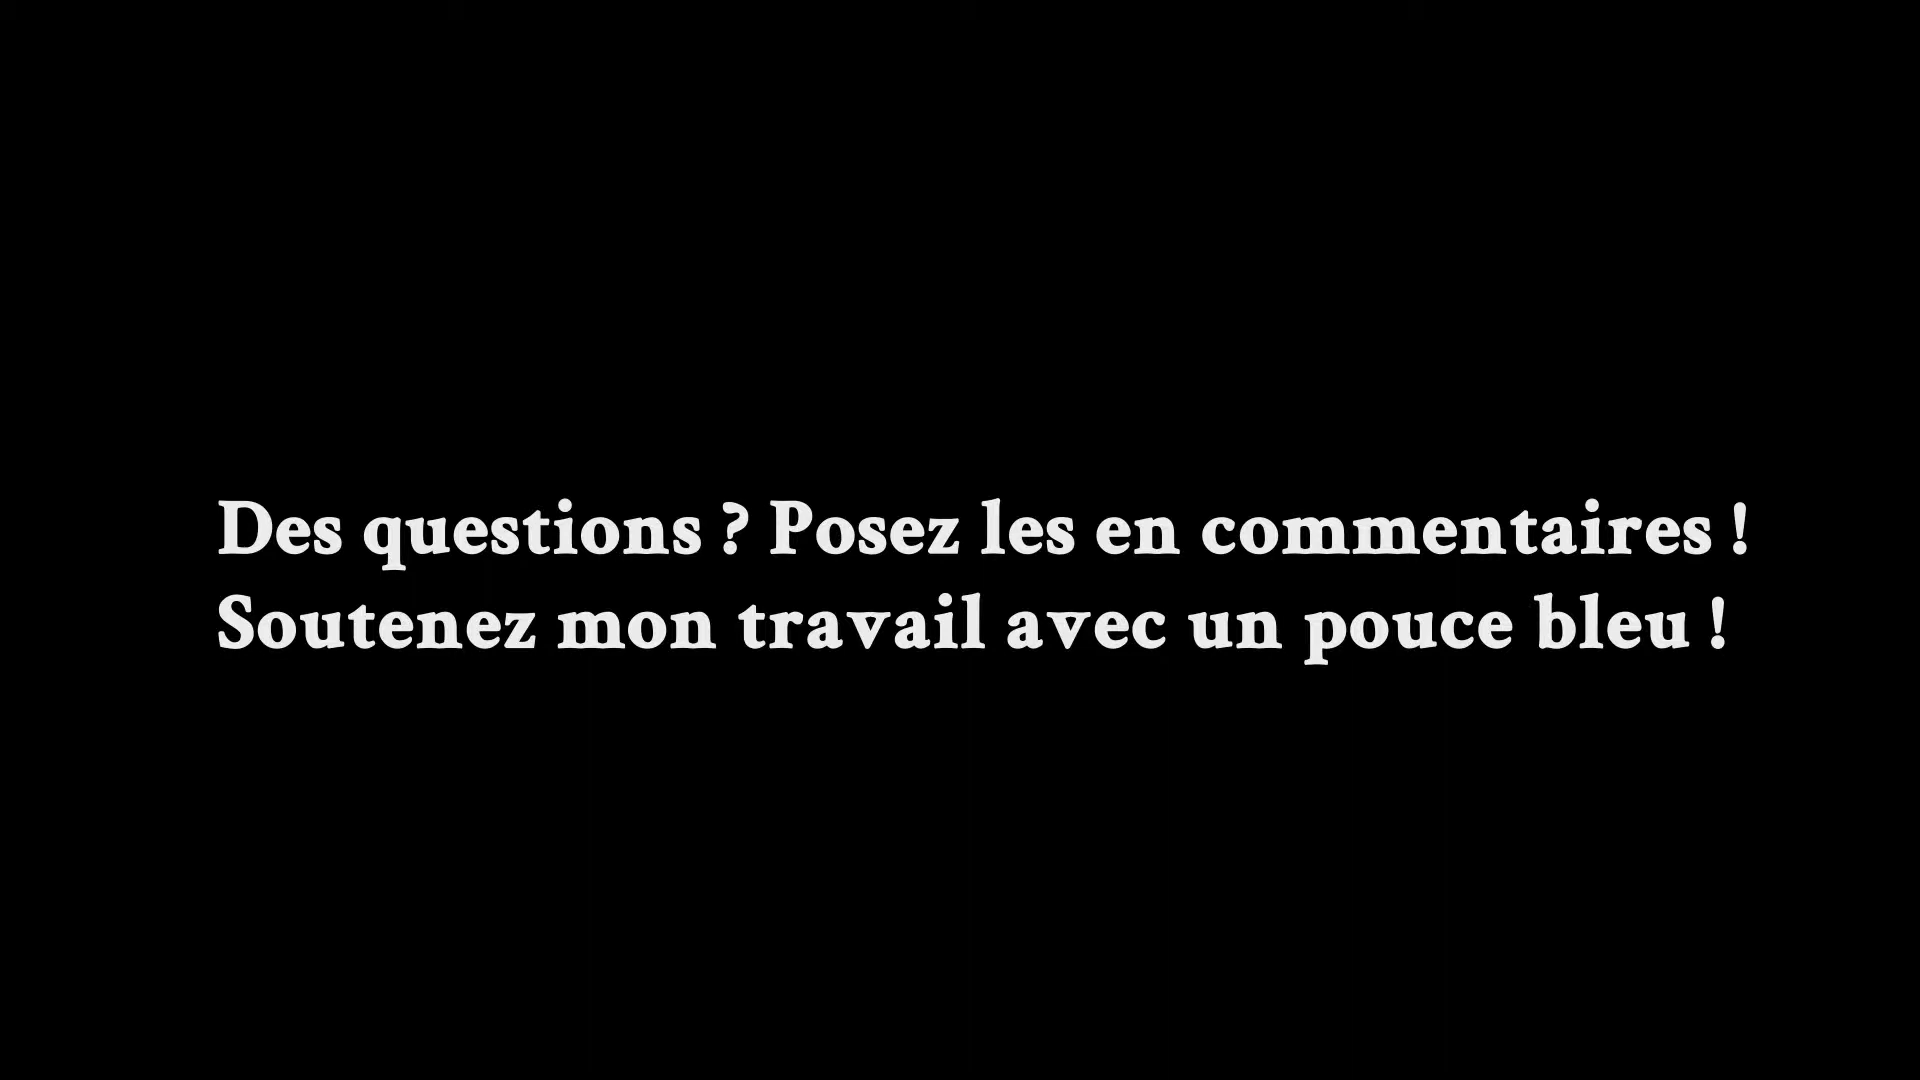 Des questions ? Posez les en commentaires !
Soutenez mon travail avec un pouce bleu !